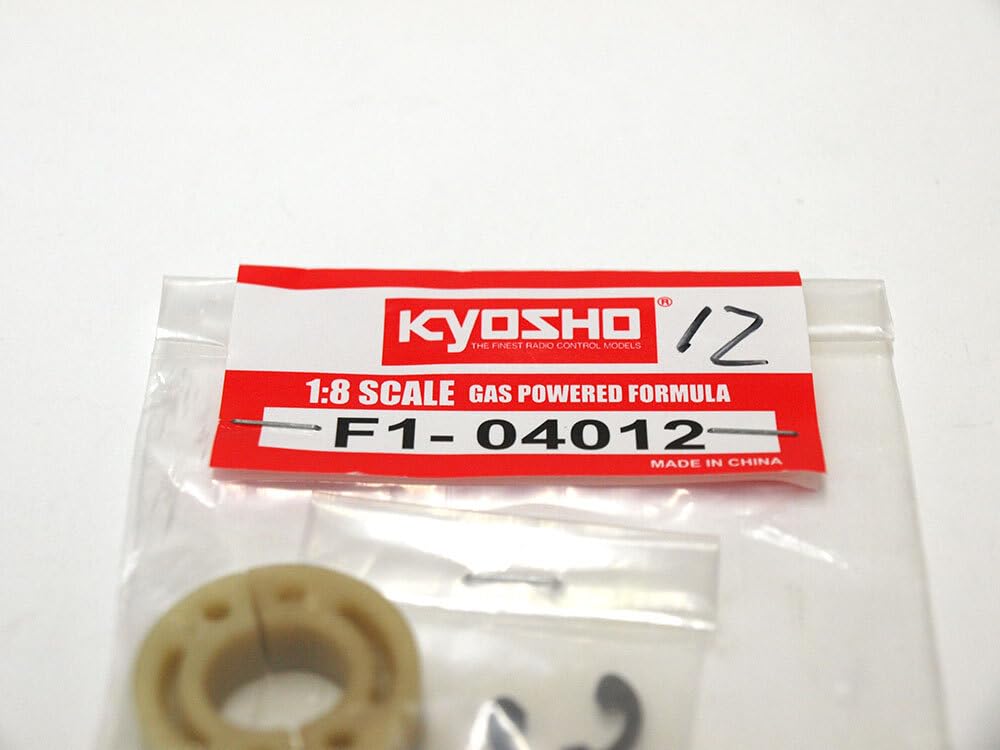 KYOSHO ® 12
THE FINEST RADIO CONTROL MODELS
1:8 SCALE GAS POWERED FORMULA
F1-04012
MADE IN CHINA